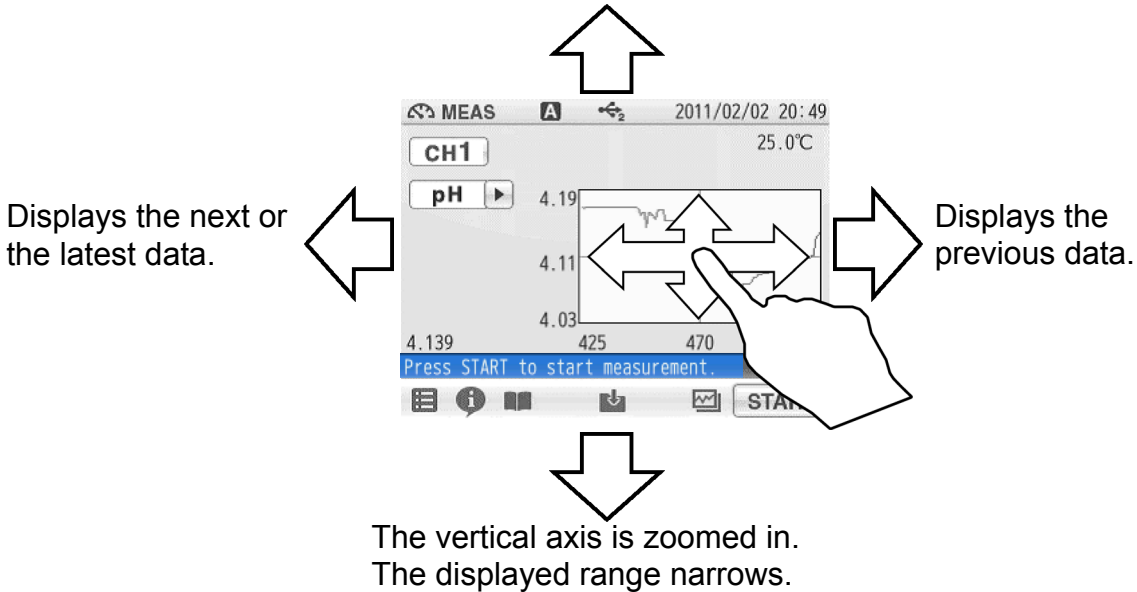 MEAS A 2 2011/02/02 20:49
25.0℃
CH1
pH
4.19
4.11
4.03
4.139 425 470
Press START to start measurement.
Displays the next or
the latest data.
Displays the
previous data.
The vertical axis is zoomed in.
The displayed range narrows.